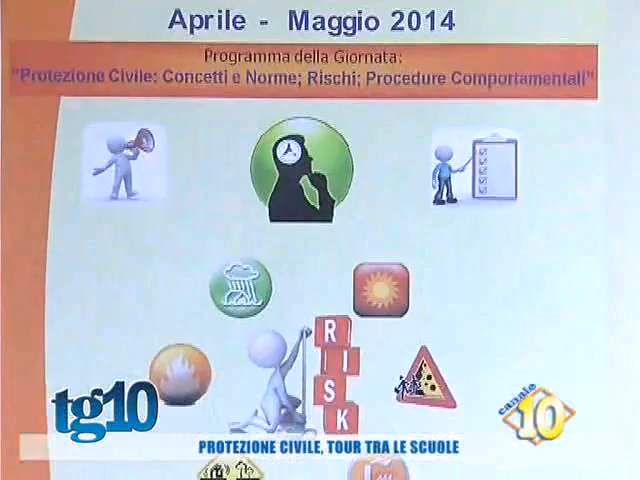 Aprile - Maggio 2014
Programma della Giornata:
"Protezione Civile; Concetti e Norme; Rischi; Procedure Comportamentali"
R
I
S
K
tg10
canale
10
PROTEZIONE CIVILE, TOUR TRA LE SCUOLE